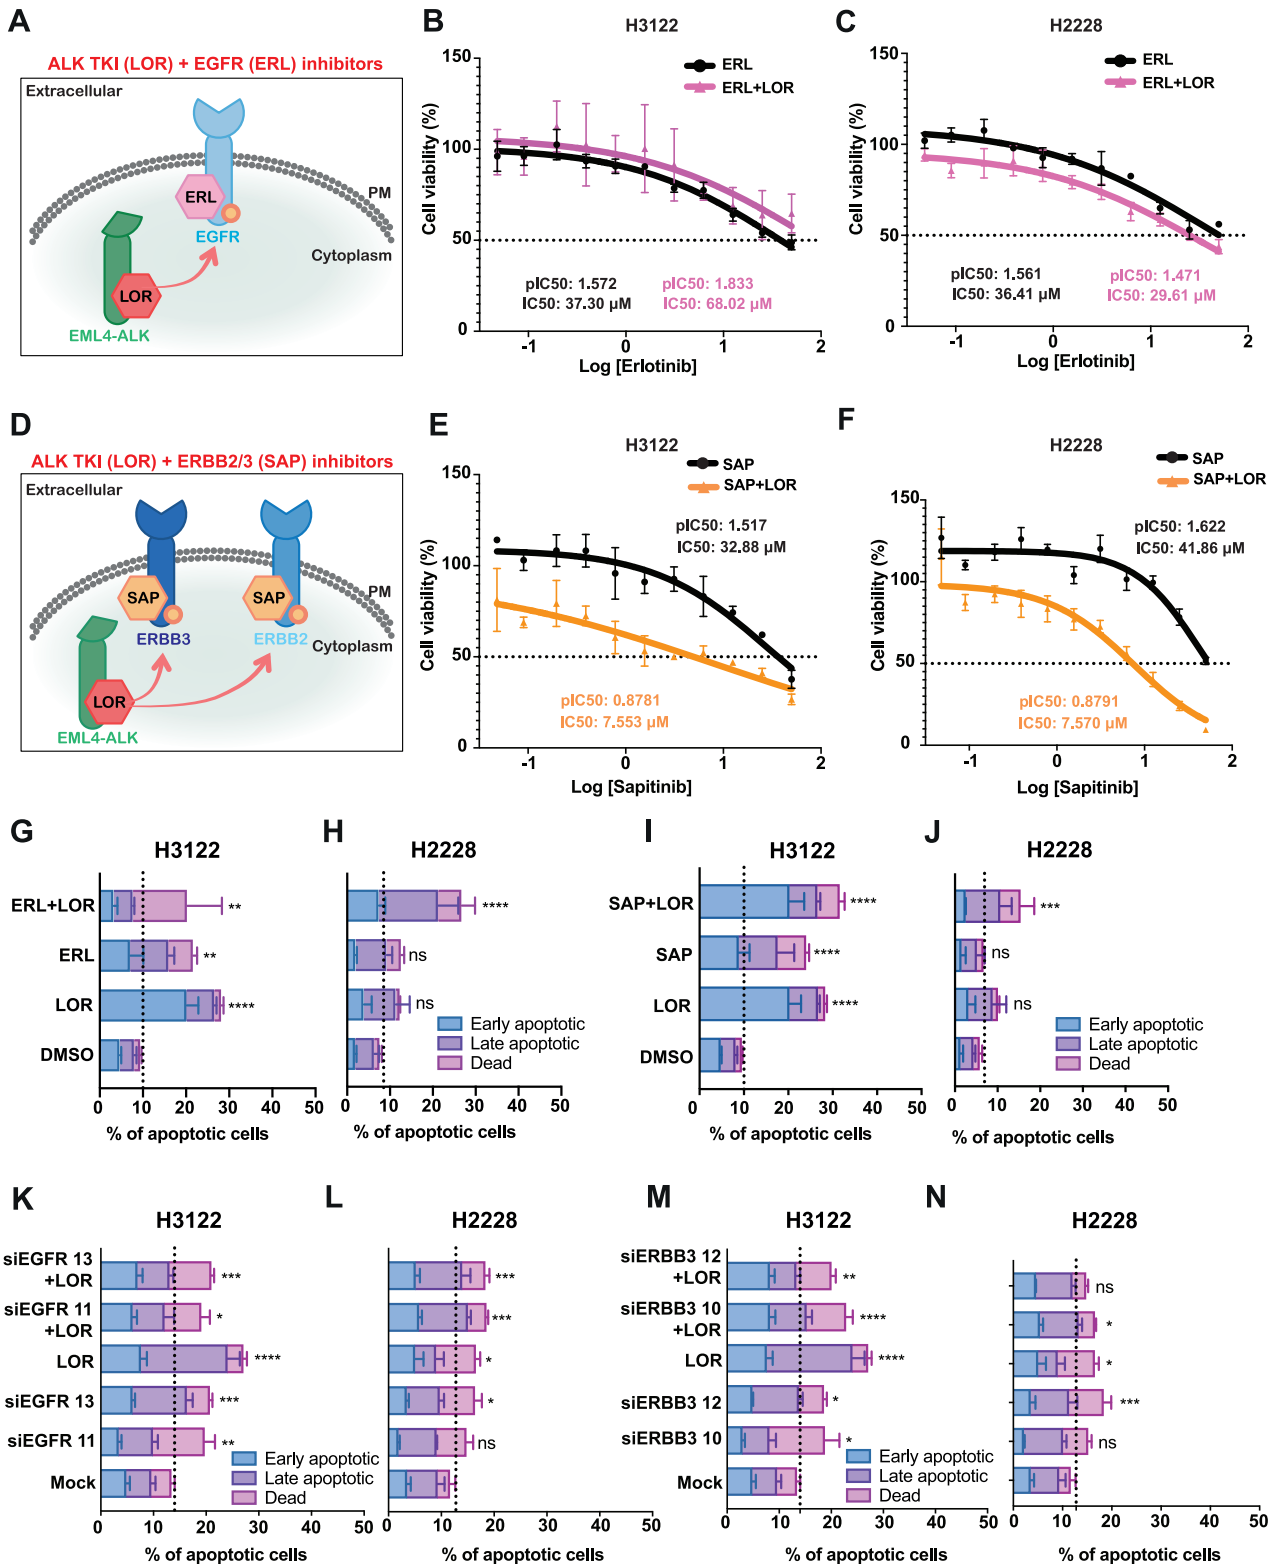 A
ALK TKI (LOR) + EGFR (ERL) inhibitors
Extracellular
ERL
PM
EGFR
Cytoplasm
LOR
EML4-ALK
B
H3122
ERL
ERL+LOR
Cell viability (%)
150
100
50
0
pIC50: 1.572
IC50: 37.30 µM
pIC50: 1.833
IC50: 68.02 µM
-1 0 1 2
Log [Erlotinib]
C
H2228
ERL
ERL+LOR
Cell viability (%)
150
100
50
0
pIC50: 1.561
IC50: 36.41 µM
pIC50: 1.471
IC50: 29.61 µM
-1 0 1 2
Log [Erlotinib]
D
ALK TKI (LOR) + ERBB2/3 (SAP) inhibitors
Extracellular
SAP
SAP
PM
ERBB3
ERBB2
Cytoplasm
LOR
EML4-ALK
E
H3122
SAP
SAP+LOR
Cell viability (%)
150
100
50
0
pIC50: 1.517
IC50: 32.88 µM
pIC50: 0.8781
IC50: 7.553 µM
-1 0 1 2
Log [Sapitinib]
F
H2228
SAP
SAP+LOR
Cell viability (%)
150
100
50
0
pIC50: 1.622
IC50: 41.86 µM
pIC50: 0.8791
IC50: 7.570 µM
-1 0 1 2
Log [Sapitinib]
G
H3122
ERL+LOR **
ERL **
LOR ****
DMSO
0 10 20 30 40 50
% of apoptotic cells
H
H2228
****
ns
ns
Early apoptotic
Late apoptotic
Dead
0 10 20 30 40 50
% of apoptotic cells
I
H3122
SAP+LOR ****
SAP ****
LOR ****
DMSO
0 10 20 30 40 50
% of apoptotic cells
J
H2228
***
ns
ns
Early apoptotic
Late apoptotic
Dead
0 10 20 30 40 50
% of apoptotic cells
K
H3122
siEGFR 13
+LOR ***
siEGFR 11
+LOR *
LOR ****
siEGFR 13 ***
siEGFR 11 **
Mock
Early apoptotic
Late apoptotic
Dead
0 10 20 30 40 50
% of apoptotic cells
L
H2228
***
***
*
*
ns
0 10 20 30 40 50
% of apoptotic cells
M
H3122
siERBB3 12
+LOR **
siERBB3 10
+LOR ****
LOR ****
siERBB3 12 *
siERBB3 10 *
Mock
Early apoptotic
Late apoptotic
Dead
0 10 20 30 40 50
% of apoptotic cells
N
H2228
ns
*
*
***
ns
0 10 20 30 40 50
% of apoptotic cells